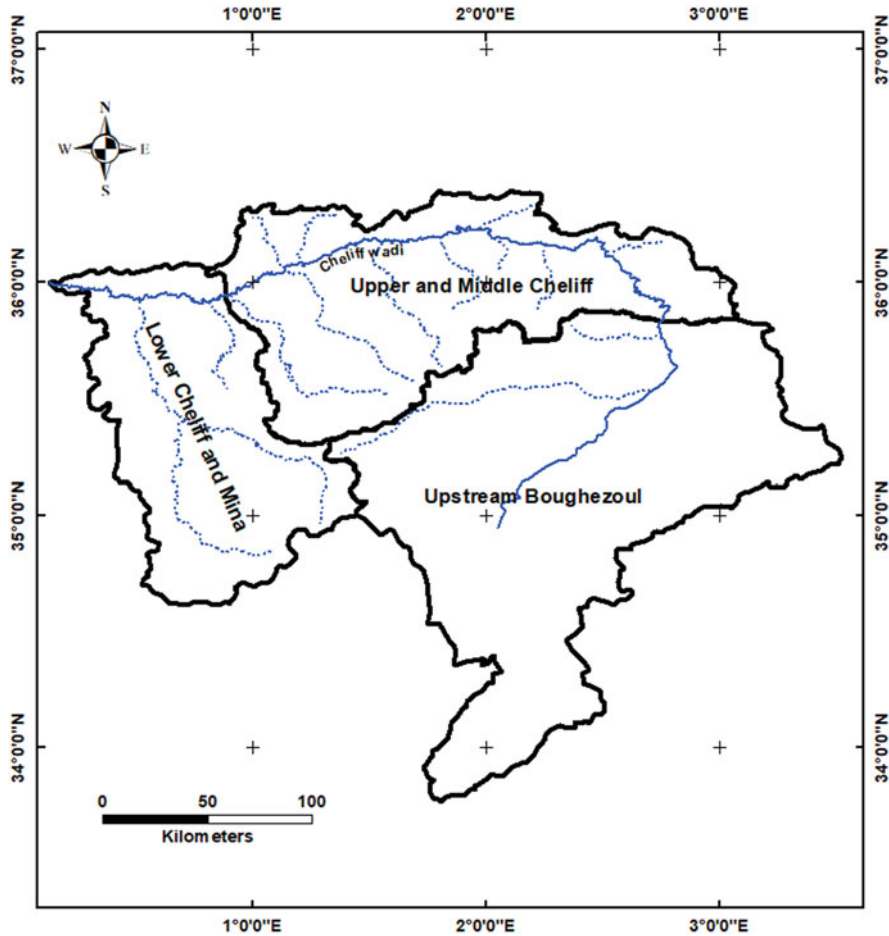 1°0'0"E 2°0'0"E 3°0'0"E
37°0'0"N 37°0'0"N
N
W E
S
Cheliff wadi
36°0'0"N 36°0'0"N
Upper and Middle Cheliff
Lower Cheliff and Mina
Upstream Boughezoul
35°0'0"N 35°0'0"N
34°0'0"N 34°0'0"N
0 50 100
Kilometers
1°0'0"E 2°0'0"E 3°0'0"E